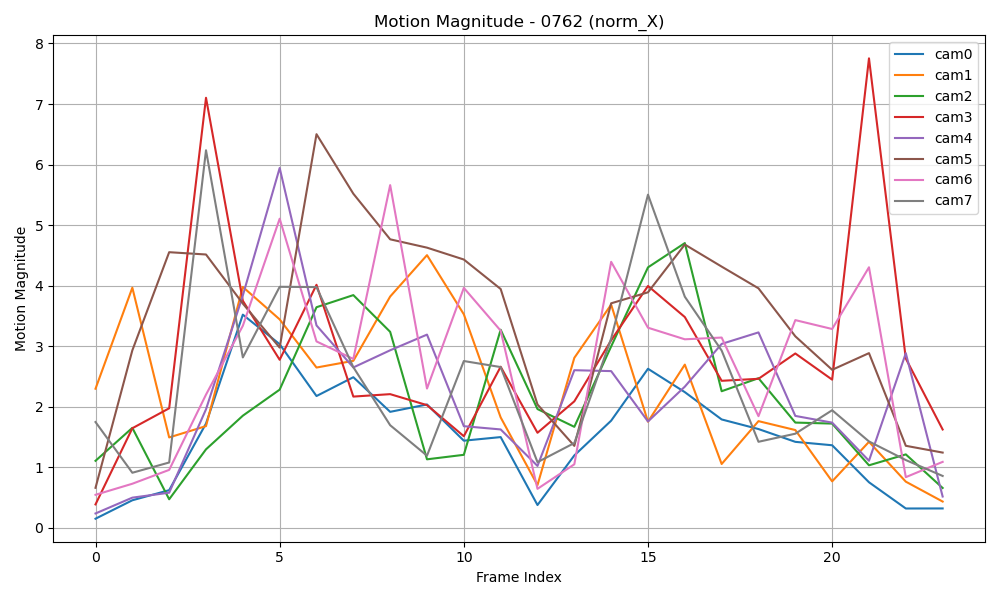 Motion Magnitude - 0762 (norm_X)
8
7
6
5
4
3
2
1
0
Motion Magnitude
cam0
cam1
cam2
cam3
cam4
cam5
cam6
cam7
0 5 10 15 20
Frame Index